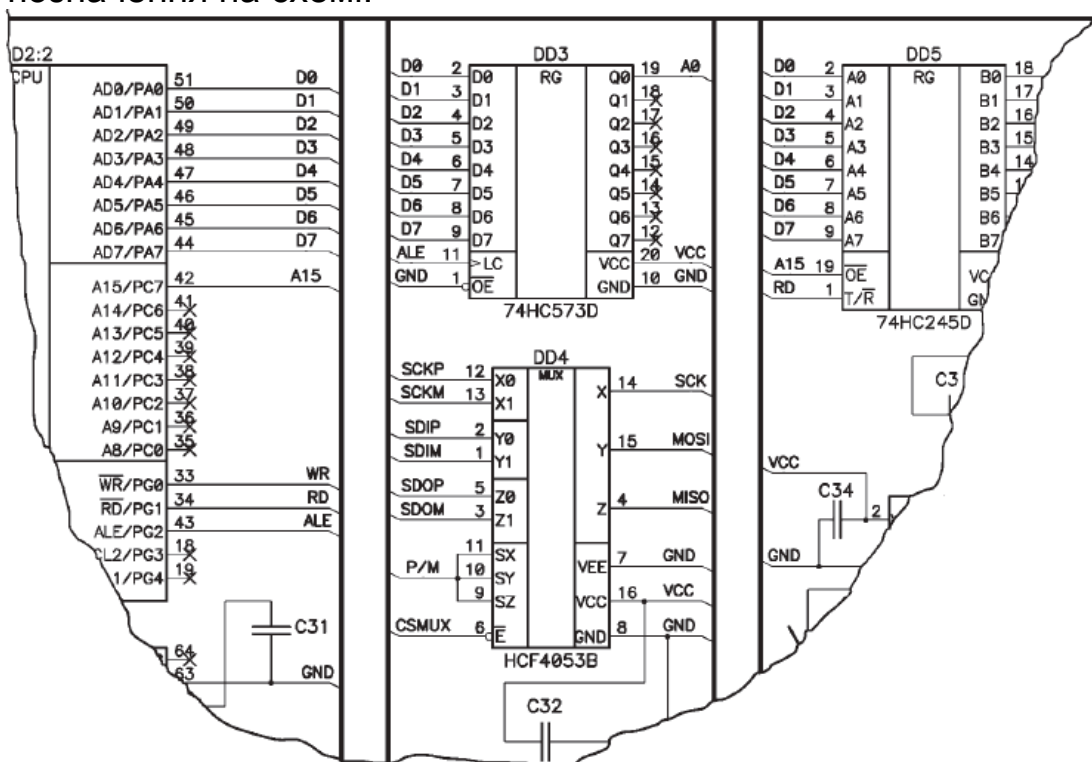 D2:2
CPU
AD0/PA0 51 D0
AD1/PA1 50 D1
AD2/PA2 49 D2
AD3/PA3 48 D3
AD4/PA4 47 D4
AD5/PA5 46 D5
AD6/PA6 45 D6
AD7/PA7 44 D7
A15/PC7 42 A15
A14/PC6 41
A13/PC5 40
A12/PC4 39
A11/PC3 38
A10/PC2 37
A9/PC1 36
A8/PC0 35
WR/PG0 33 WR
RD/PG1 34 RD
ALE/PG2 43 ALE
CL2/PG3 18
1/PG4 19
C31
64
63 GND
DD3
D0 2 D0 RG Q0 19 A0
D1 3 D1 Q1 18
D2 4 D2 Q2 17
D3 5 D3 Q3 16
D4 6 D4 Q4 15
D5 7 D5 Q5 14
D6 8 D6 Q6 13
D7 9 D7 Q7 12
ALE 11 LC VCC 20 VCC
GND 1 OE GND 10 GND
74HC573D
DD4
MUX
SCKP 12 X0 X 14 SCK
SCKM 13 X1
SDIP 2 Y0 Y 15 MOSI
SDIM 1 Y1
SDOP 5 Z0 Z 4 MISO
SDOM 3 Z1
11 SX VEE 7 GND
P/M 10 SY
9 SZ VCC 16 VCC
CSMUX 6 E GND 8 GND
HCF4053B
C32
DD5
D0 2 A0 RG B0 18
D1 3 A1 B1 17
D2 4 A2 B2 16
D3 5 A3 B3 15
D4 6 A4 B4 14
D5 7 A5 B5 1
D6 8 A6 B6
D7 9 A7 B7
A15 19 OE VC
RD 1 T/R GN
74HC245D
C3
VCC
C34 2
GND